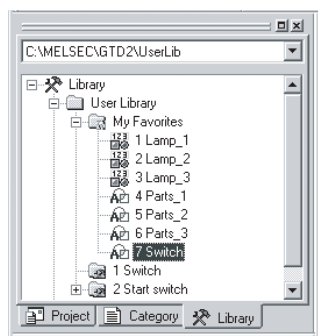 C:\MELSEC\GTD2\UserLib
Library
User Library
My Favorites
1 Lamp_1
2 Lamp_2
3 Lamp_3
4 Parts_1
5 Parts_2
6 Parts_3
7 Switch
1 Switch
2 Start switch
Project Category Library